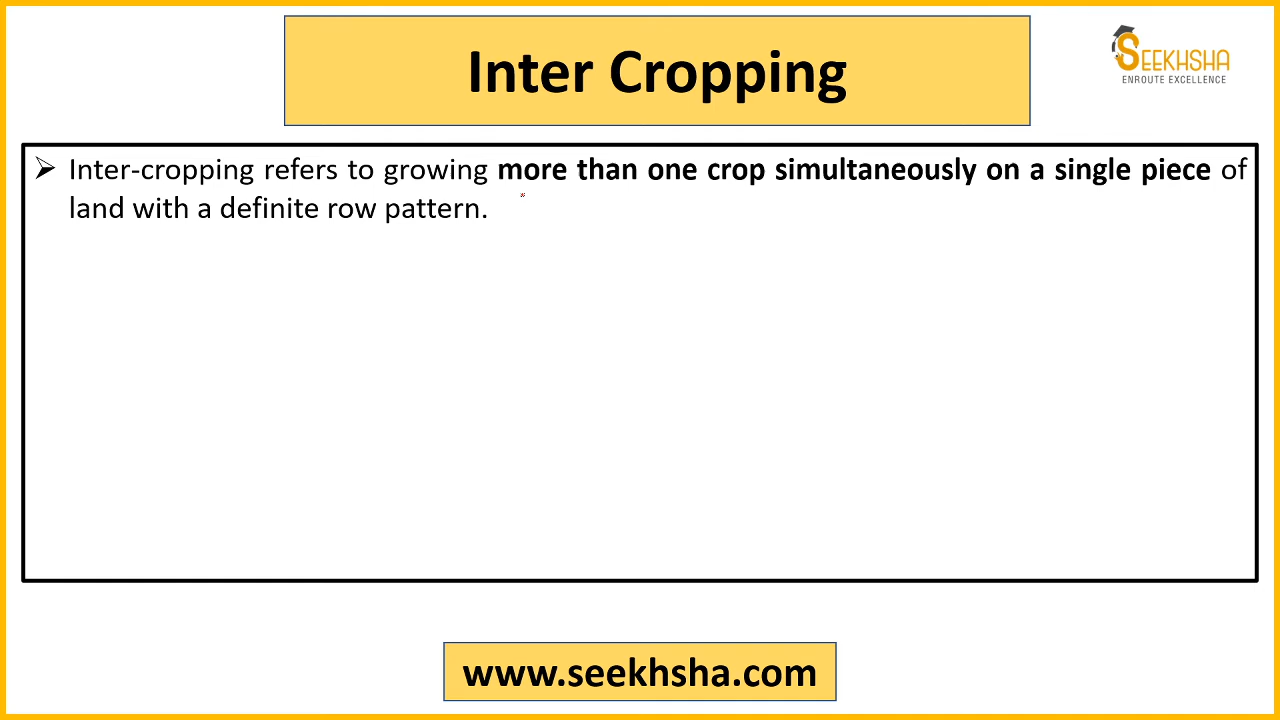 Inter Cropping
SEEKHSHA
ENROUTE EXCELLENCE
➢ Inter-cropping refers to growing more than one crop simultaneously on a single piece of
land with a definite row pattern.
www.seekhsha.com